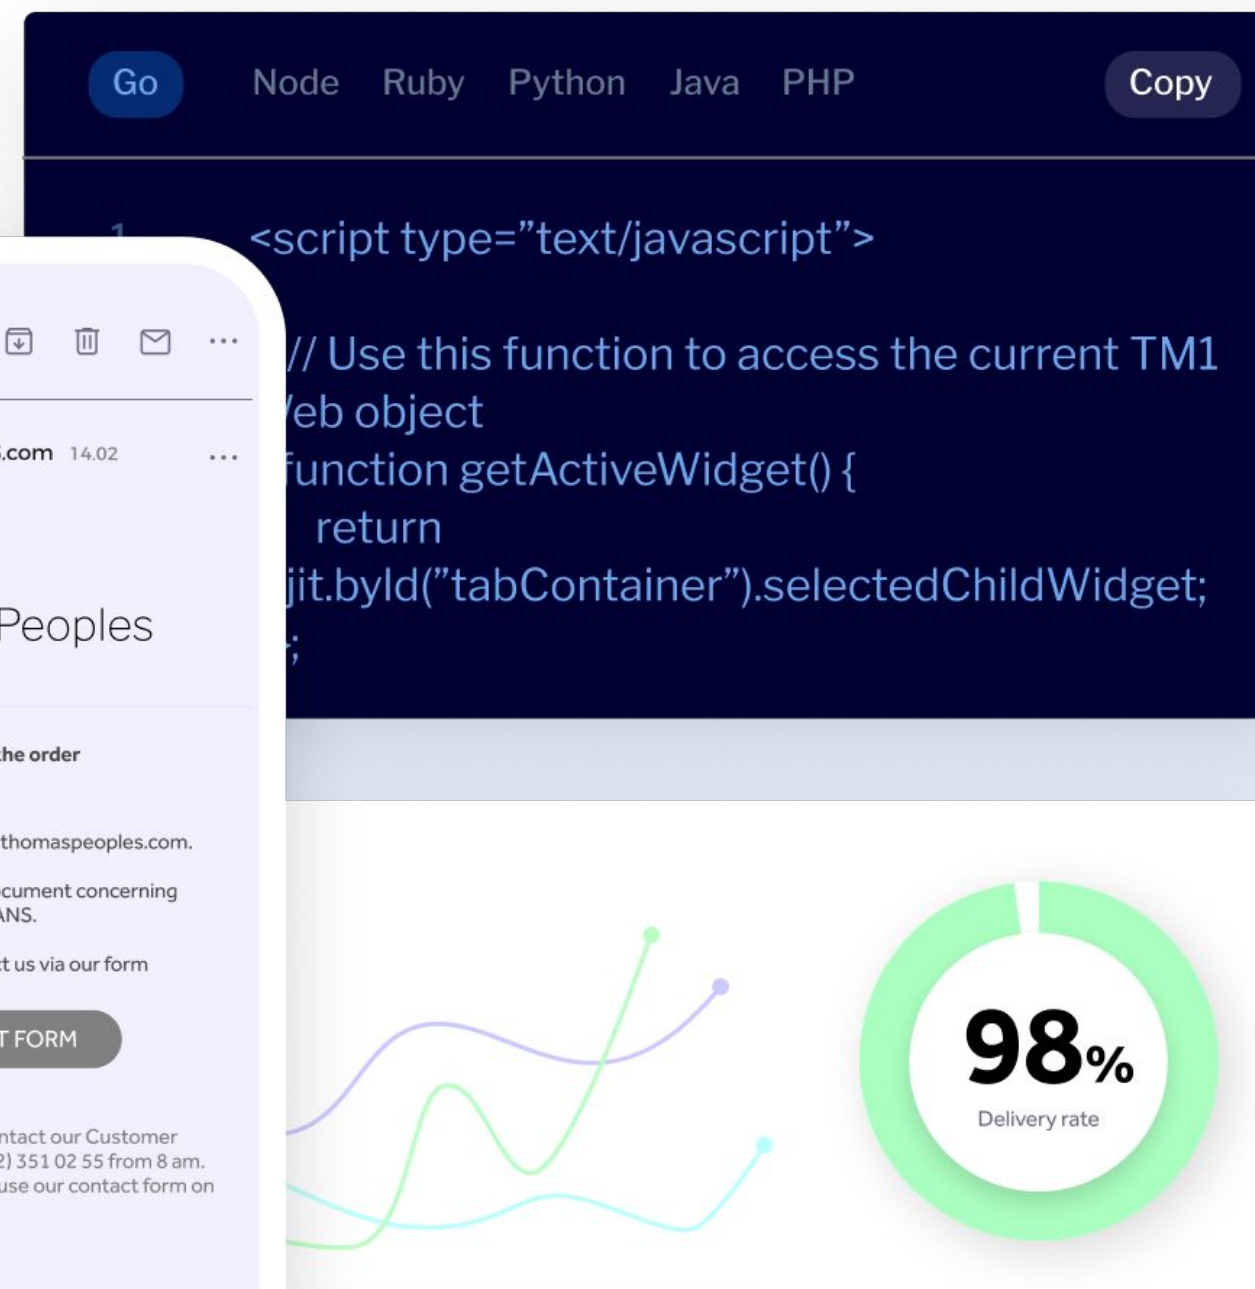 Go Node Ruby Python Java PHP Copy
1 <script type=”text/javascript”>
// Use this function to access the current TM1
eb object
function getActiveWidget() {
return
jit.byId(”tabContainer”).selectedChildWidget;
;
.com 14.02
Peoples
the order
thomaspeoples.com.
cument concerning
ANS.
ct us via our form
T FORM
ntact our Customer
2) 351 02 55 from 8 am.
use our contact form on
98%
Delivery rate